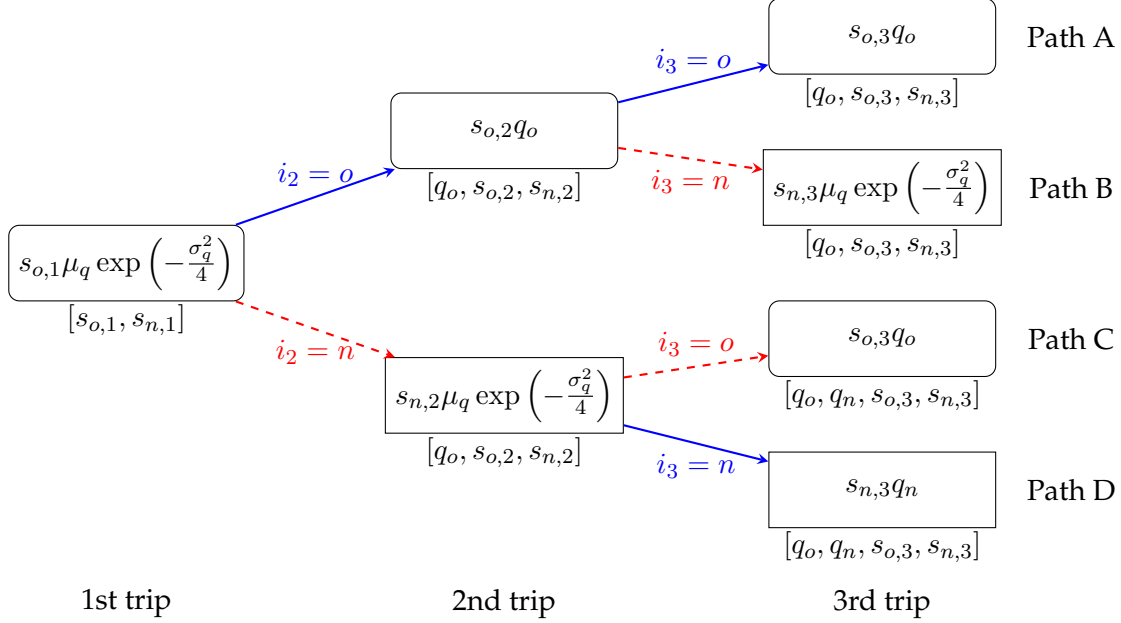 s_{o,3}q_o
Path A
i_3 = o
[q_o, s_{o,3}, s_{n,3}]
s_{o,2}q_o
i_2 = o
[q_o, s_{o,2}, s_{n,2}]
i_3 = n
s_{n,3}μ_q exp(−σ_q^2/4)
Path B
[q_o, s_{o,3}, s_{n,3}]
s_{o,1}μ_q exp(−σ_q^2/4)
[s_{o,1}, s_{n,1}]
i_2 = n
i_3 = o
s_{o,3}q_o
Path C
[q_o, q_n, s_{o,3}, s_{n,3}]
s_{n,2}μ_q exp(−σ_q^2/4)
[q_o, s_{o,2}, s_{n,2}]
i_3 = n
s_{n,3}q_n
Path D
[q_o, q_n, s_{o,3}, s_{n,3}]
1st trip
2nd trip
3rd trip